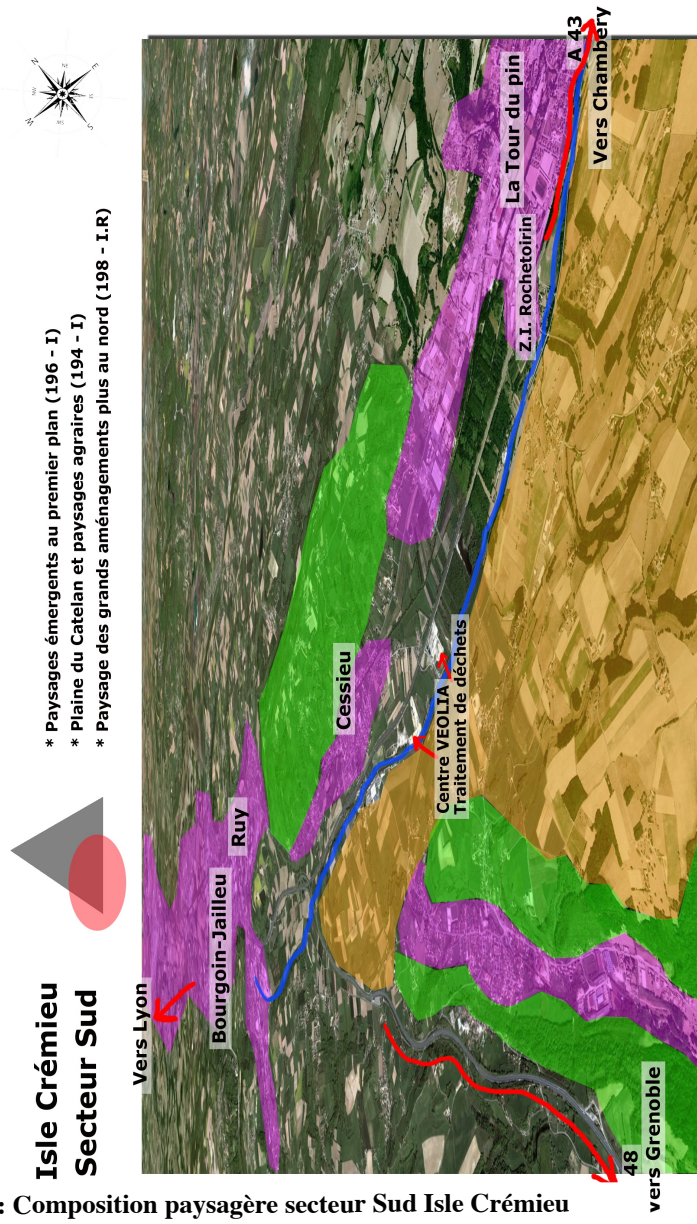 Isle Crémieu
Secteur Sud
* Paysages émergents au premier plan (196 - I)
* Plaine du Catelan et paysages agraires (194 - I)
* Paysage des grands aménagements plus au nord (198 - I.R)
Vers Lyon
Bourgoin-Jailleu
Ruy
Cessieu
Centre VEOLIA
Traitement de déchets
Z.I. Rochetoirin
La Tour du pin
A 43
Vers Chambéry
48
vers Grenoble
: Composition paysagère secteur Sud Isle Crémieu